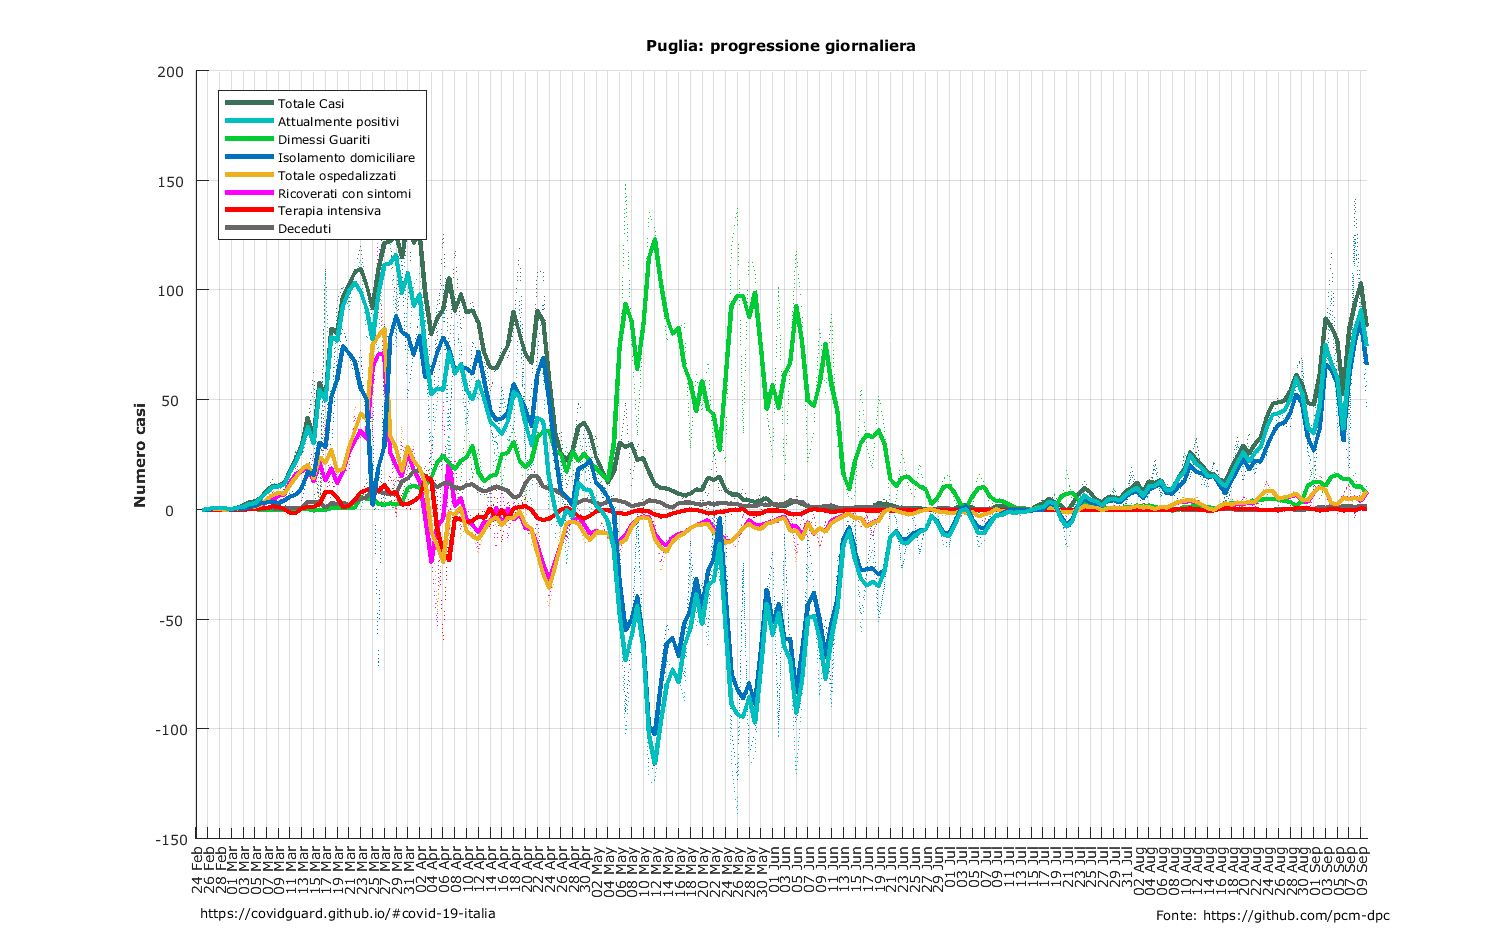 Puglia: progressione giornaliera
Numero casi
200
150
100
50
0
-50
-100
-150
Totale Casi
Attualmente positivi
Dimessi Guariti
Isolamento domiciliare
Totale ospedalizzati
Ricoverati con sintomi
Terapia intensiva
Deceduti
24 Feb
26 Feb
28 Feb
01 Mar
03 Mar
05 Mar
07 Mar
09 Mar
11 Mar
13 Mar
15 Mar
17 Mar
19 Mar
21 Mar
23 Mar
25 Mar
27 Mar
29 Mar
31 Mar
02 Apr
04 Apr
06 Apr
08 Apr
10 Apr
12 Apr
14 Apr
16 Apr
18 Apr
20 Apr
22 Apr
24 Apr
26 Apr
28 Apr
30 Apr
02 May
04 May
06 May
08 May
10 May
12 May
14 May
16 May
18 May
20 May
22 May
24 May
26 May
28 May
30 May
01 Jun
03 Jun
05 Jun
07 Jun
09 Jun
11 Jun
13 Jun
15 Jun
17 Jun
19 Jun
21 Jun
23 Jun
25 Jun
27 Jun
29 Jun
01 Jul
03 Jul
05 Jul
07 Jul
09 Jul
11 Jul
13 Jul
15 Jul
17 Jul
19 Jul
21 Jul
23 Jul
25 Jul
27 Jul
29 Jul
31 Jul
02 Aug
04 Aug
06 Aug
08 Aug
10 Aug
12 Aug
14 Aug
16 Aug
18 Aug
20 Aug
22 Aug
24 Aug
26 Aug
28 Aug
30 Aug
01 Sep
03 Sep
05 Sep
07 Sep
09 Sep
https://covidguard.github.io/#covid-19-italia
Fonte: https://github.com/pcm-dpc